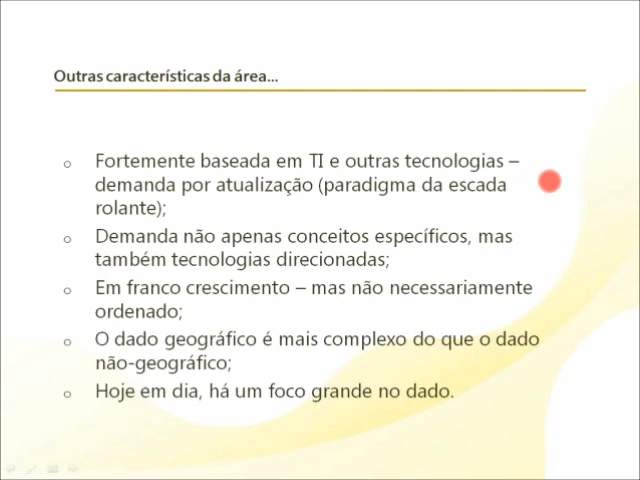 Outras características da área...
o Fortemente baseada em TI e outras tecnologias –
demanda por atualização (paradigma da escada
rolante);
o Demanda não apenas conceitos específicos, mas
também tecnologias direcionadas;
o Em franco crescimento – mas não necessariamente
ordenado;
o O dado geográfico é mais complexo do que o dado
não-geográfico;
o Hoje em dia, há um foco grande no dado.